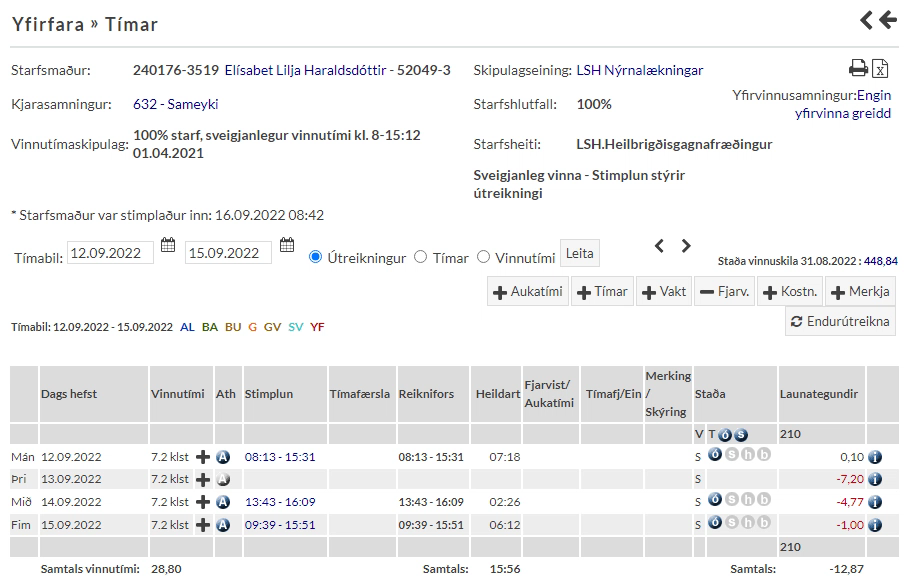 Yfirfara » Tímar
Starfsmaður: 240176-3519 Elísabet Lilja Haraldsdóttir - 52049-3 Skipulagseining: LSH Nýrnalækningar
Kjarasamningur: 632 - Sameyki Starfshlutfall: 100% Yfirvinnusamningur:Engin yfirvinna greidd
Vinnutímaskipulag: 100% starf, sveigjanlegur vinnutími kl. 8-15:12 01.04.2021 Starfsheiti: LSH.Heilbrigðisgagnafræðingur
Sveigjanleg vinna - Stimplun stýrir
útreikningi
* Starfsmaður var stimplaður inn: 16.09.2022 08:42
Tímabil: 12.09.2022 15.09.2022 Útreikningur Tímar Vinnutími Leita
Staða vinnuskila 31.08.2022 : 448,84
Aukatími Tímar Vakt Fjarv. Kostn. Merkja
Endurútreikna
Tímabil: 12.09.2022 - 15.09.2022 AL BA BU G GV SV YF
Dags hefst Vinnutími Ath Stimplun Tímafærsla Reiknifors Heildart Fjarvist/ Aukatími Tímafj/Ein Merking / Skýring Staða Launategundir
V T ó s 210
Mán 12.09.2022 7.2 klst A 08:13 - 15:31 08:13 - 15:31 07:18 S ó s h b 0,10 i
Þri 13.09.2022 7.2 klst A S -7,20 i
Mið 14.09.2022 7.2 klst A 13:43 - 16:09 13:43 - 16:09 02:26 S ó s h b -4,77 i
Fim 15.09.2022 7.2 klst A 09:39 - 15:51 09:39 - 15:51 06:12 S ó s h b -1,00 i
210
Samtals vinnutími: 28,80 Samtals: 15:56 Samtals: -12,87